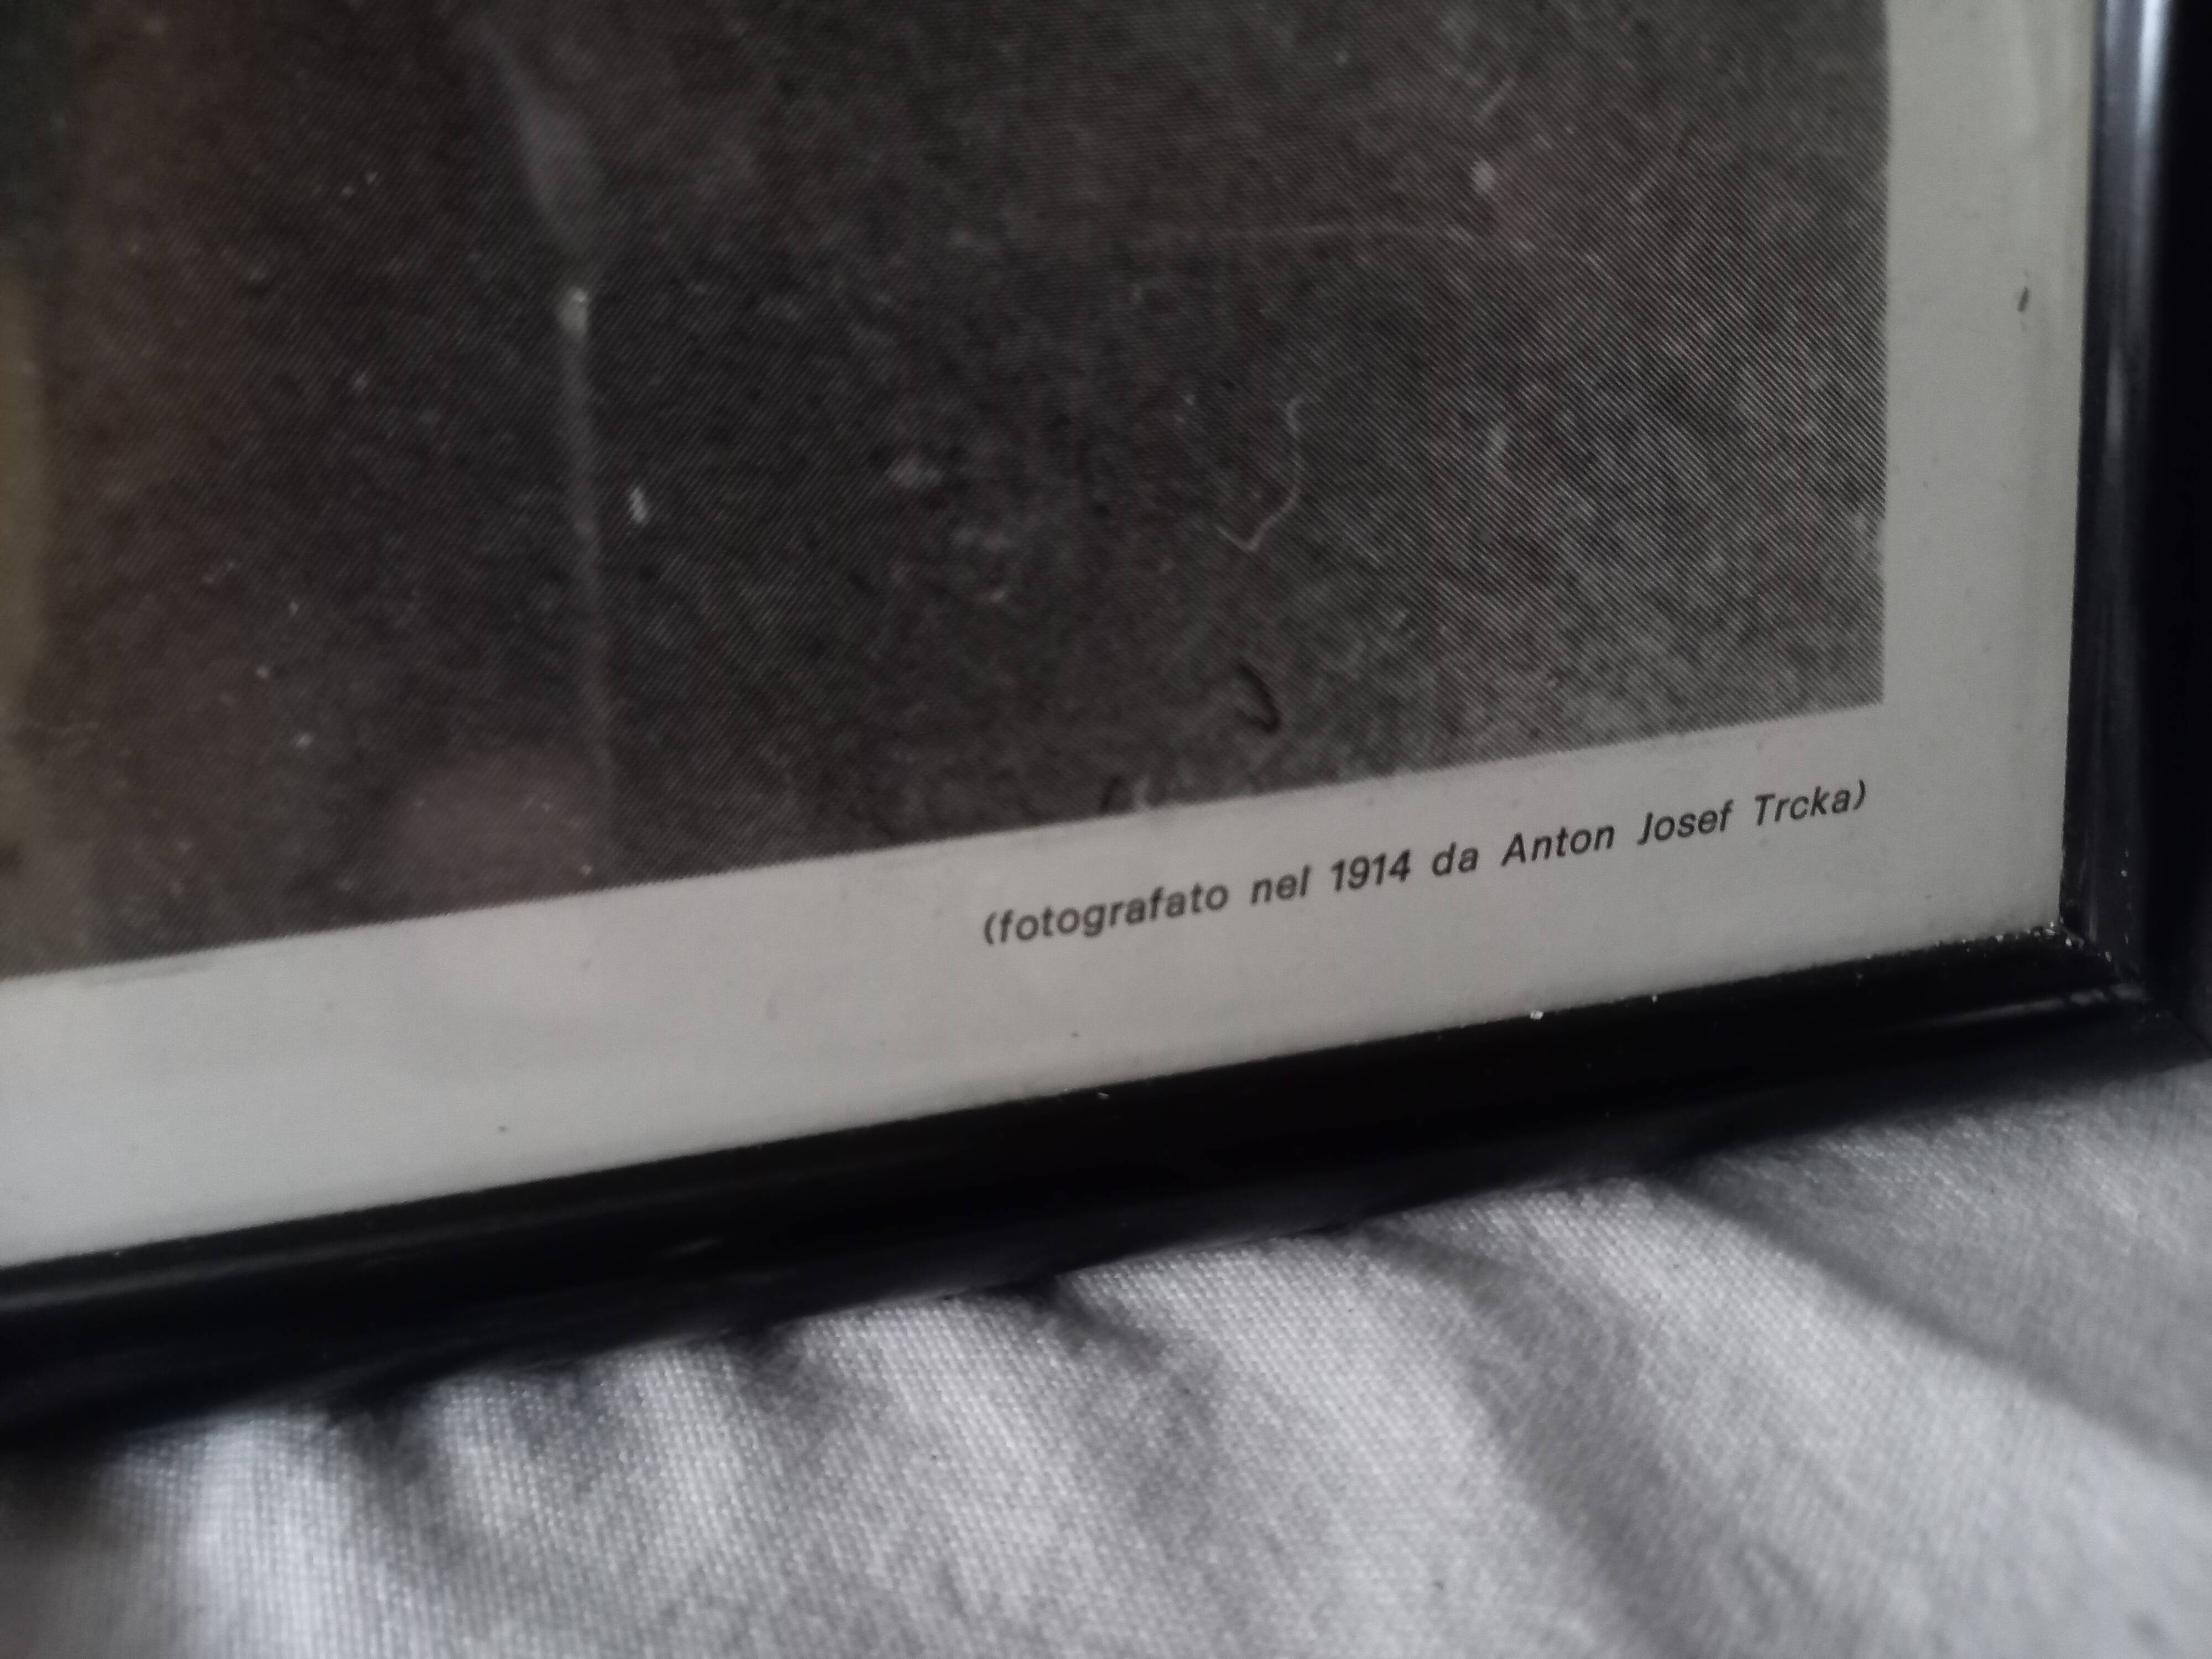 (fotografato nel 1914 da Anton Josef Trcka)